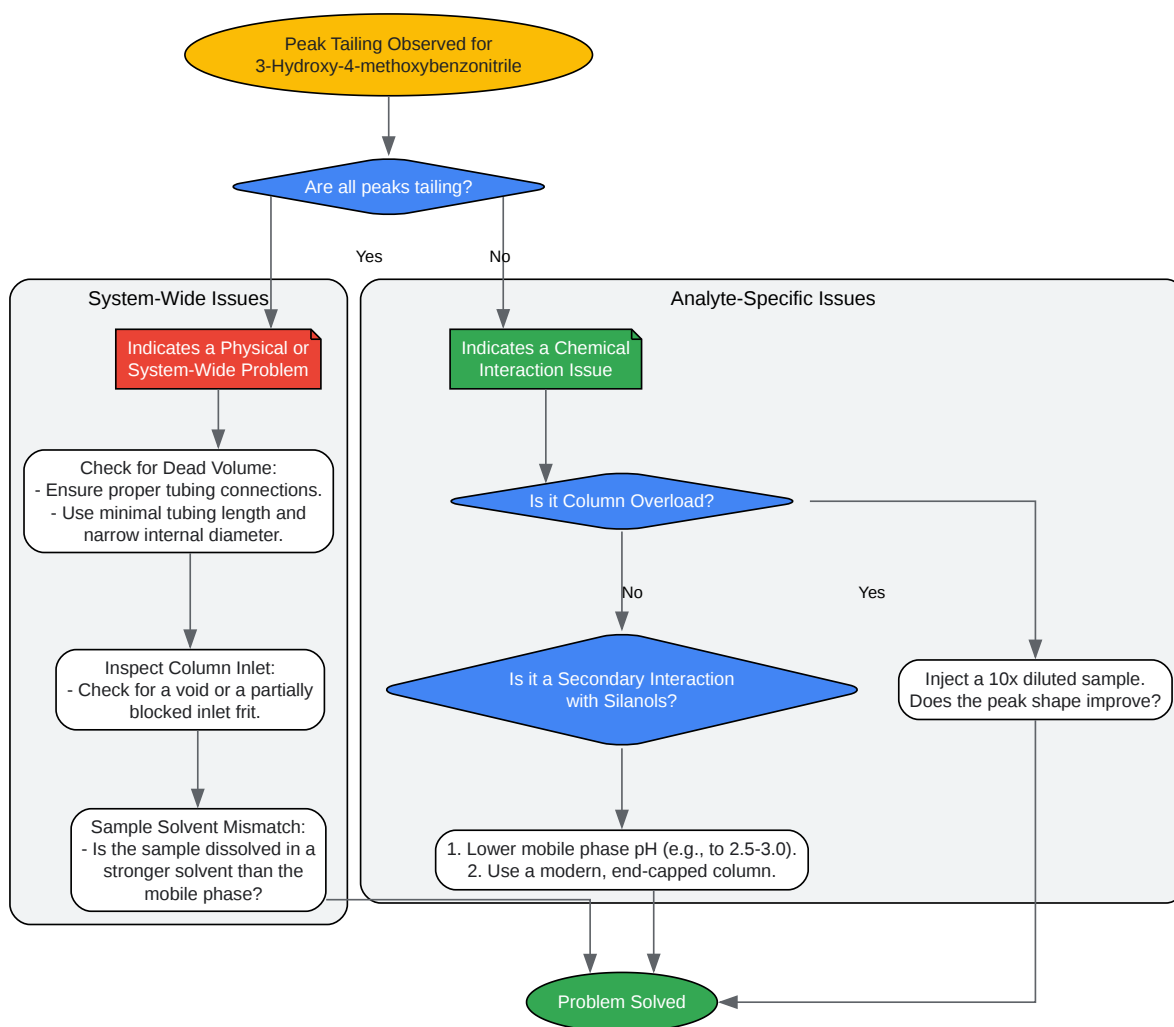 Peak Tailing Observed for
3-Hydroxy-4-methoxybenzonitrile
Are all peaks tailing?
Yes
No
System-Wide Issues
Indicates a Physical or
System-Wide Problem
Check for Dead Volume:
- Ensure proper tubing connections.
- Use minimal tubing length and
narrow internal diameter.
Inspect Column Inlet:
- Check for a void or a partially
blocked inlet frit.
Sample Solvent Mismatch:
- Is the sample dissolved in a
stronger solvent than the
mobile phase?
Analyte-Specific Issues
Indicates a Chemical
Interaction Issue
Is it Column Overload?
No
Yes
Is it a Secondary Interaction
with Silanols?
Inject a 10x diluted sample.
Does the peak shape improve?
1. Lower mobile phase pH (e.g., to 2.5-3.0).
2. Use a modern, end-capped column.
Problem Solved